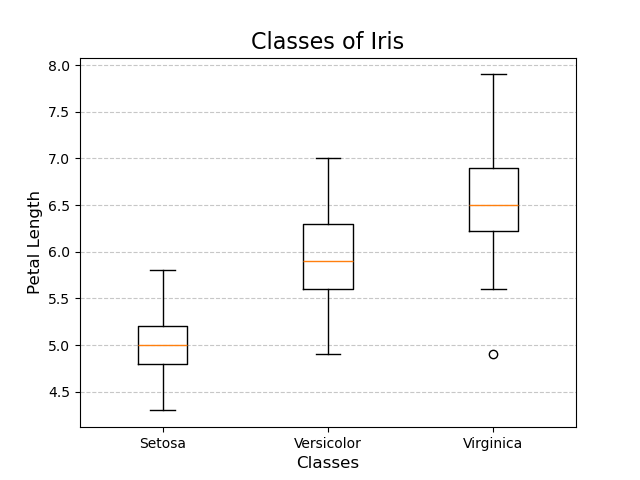 Classes of Iris
8.0
7.5
7.0
6.5
6.0
5.5
5.0
4.5
Petal Length
Setosa Versicolor Virginica
Classes